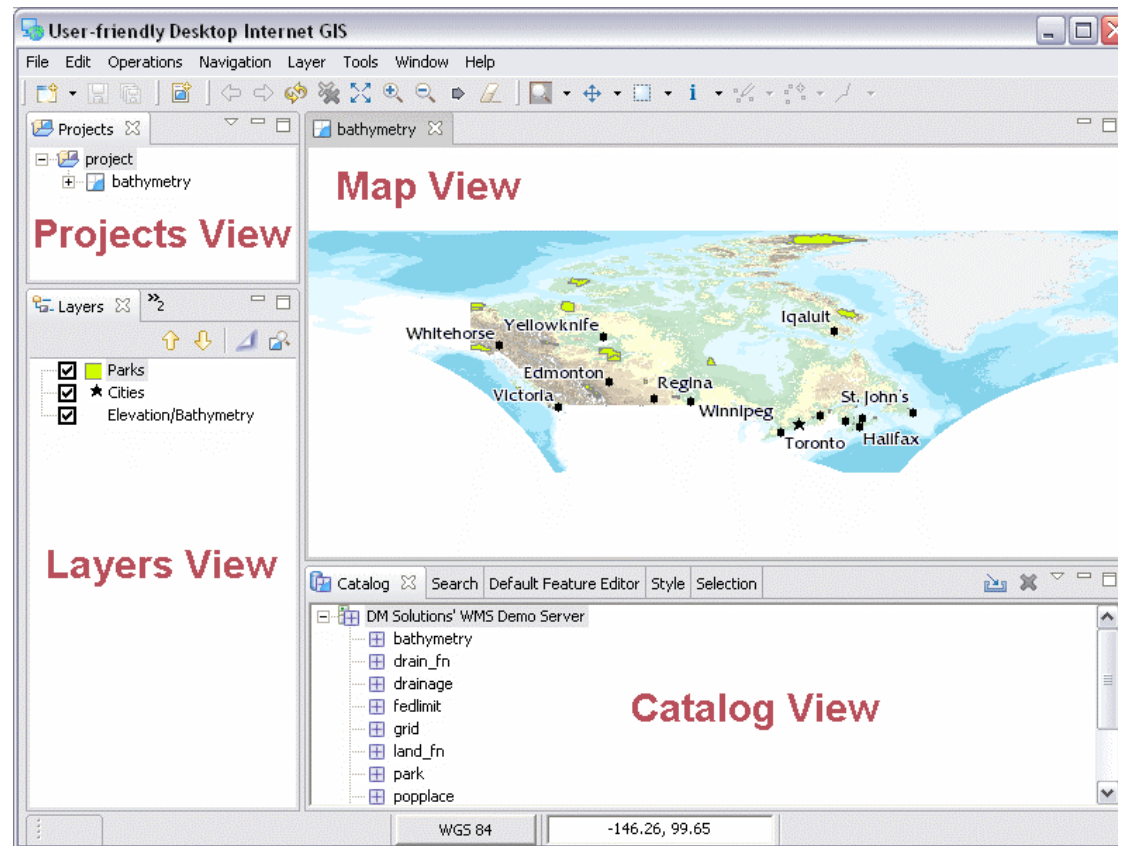 User-friendly Desktop Internet GIS
File Edit Operations Navigation Layer Tools Window Help
Projects
project
bathymetry
Projects View
Layers
»2
Parks
Cities
Elevation/Bathymetry
Layers View
bathymetry
Map View
Whitehorse
Yellowknife
Iqaluit
Edmonton
Regina
Victoria
Winnipeg
St. John's
Toronto
Halifax
Catalog Search Default Feature Editor Style Selection
DM Solutions' WMS Demo Server
bathymetry
drain_fn
drainage
fedlimit
grid
land_fn
park
popplace
Catalog View
WGS 84
-146.26, 99.65